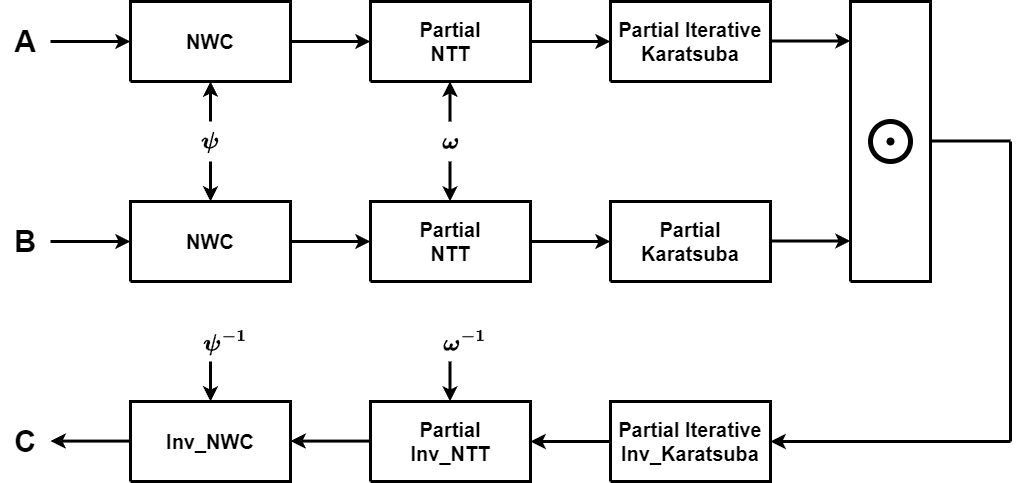 A
NWC
Partial
NTT
Partial Iterative
Karatsuba
ψ
ω
⊙
B
NWC
Partial
NTT
Partial
Karatsuba
ψ⁻¹
ω⁻¹
C
Inv_NWC
Partial
Inv_NTT
Partial Iterative
Inv_Karatsuba